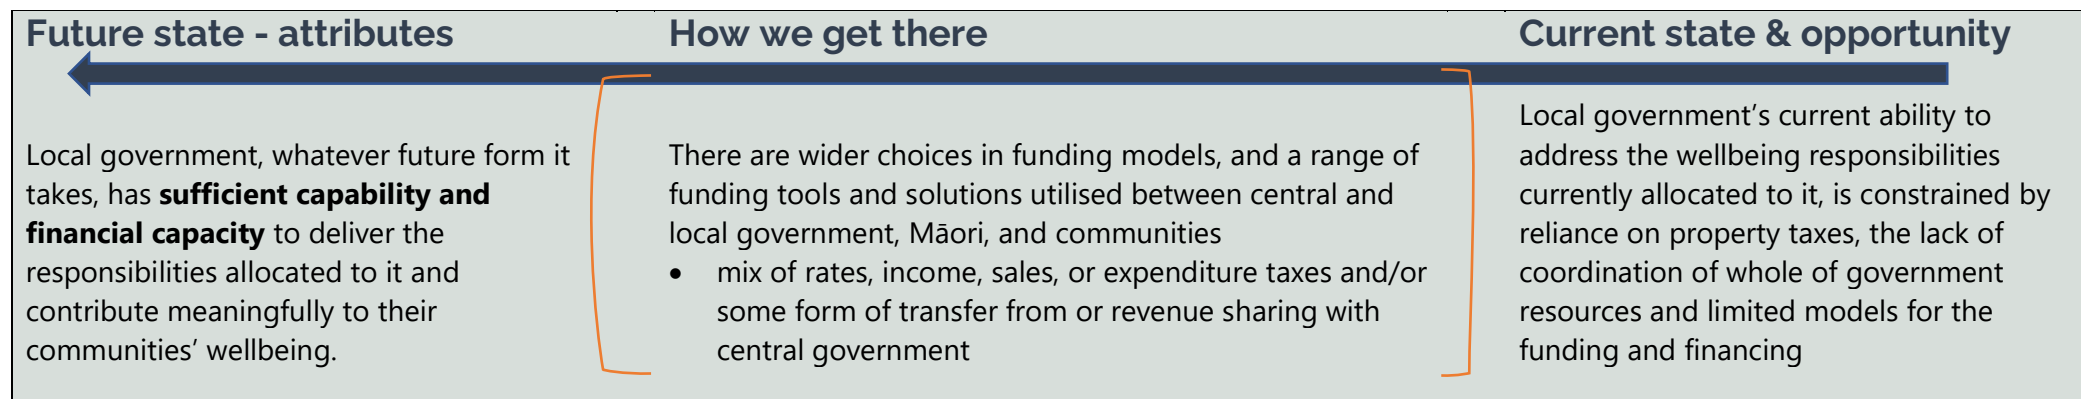 Future state - attributes
Local government, whatever future form it
takes, has sufficient capability and
financial capacity to deliver the
responsibilities allocated to it and
contribute meaningfully to their
communities’ wellbeing.
How we get there
There are wider choices in funding models, and a range of
funding tools and solutions utilised between central and
local government, Māori, and communities
• mix of rates, income, sales, or expenditure taxes and/or
some form of transfer from or revenue sharing with
central government
Current state & opportunity
Local government’s current ability to
address the wellbeing responsibilities
currently allocated to it, is constrained by
reliance on property taxes, the lack of
coordination of whole of government
resources and limited models for the
funding and financing